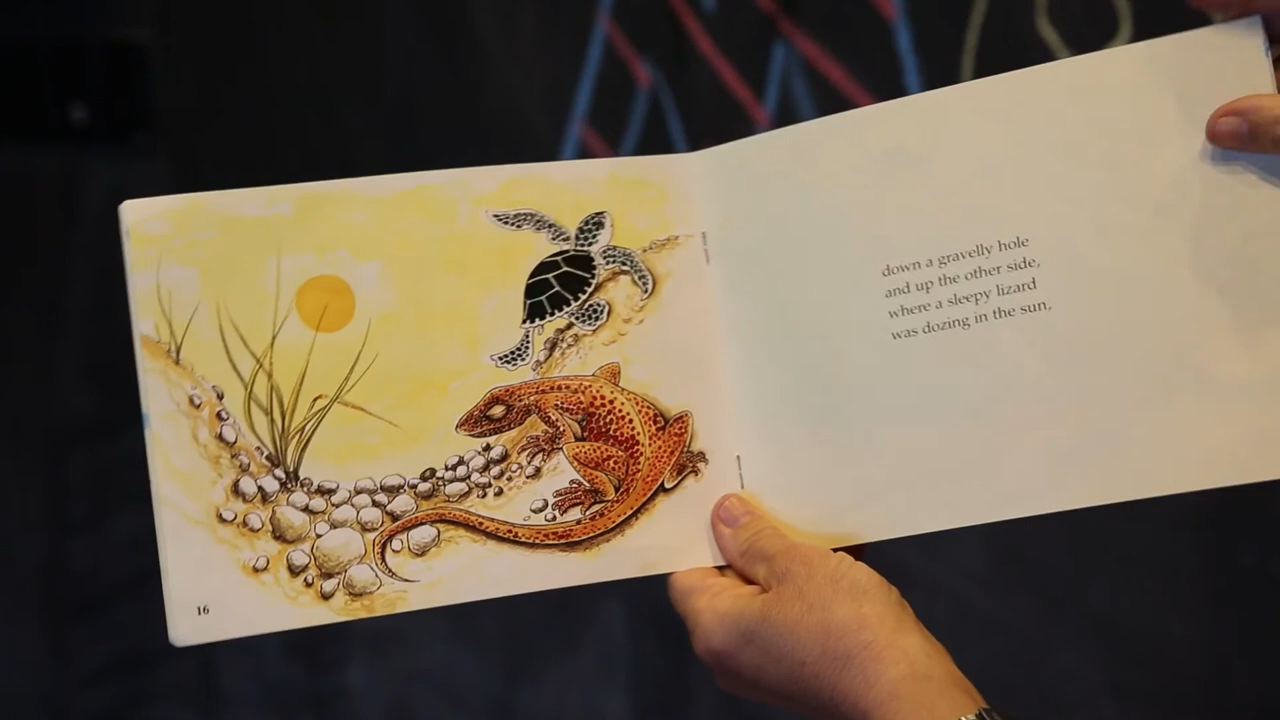 down a gravelly hole
and up the other side,
where a sleepy lizard
was dozing in the sun,
16